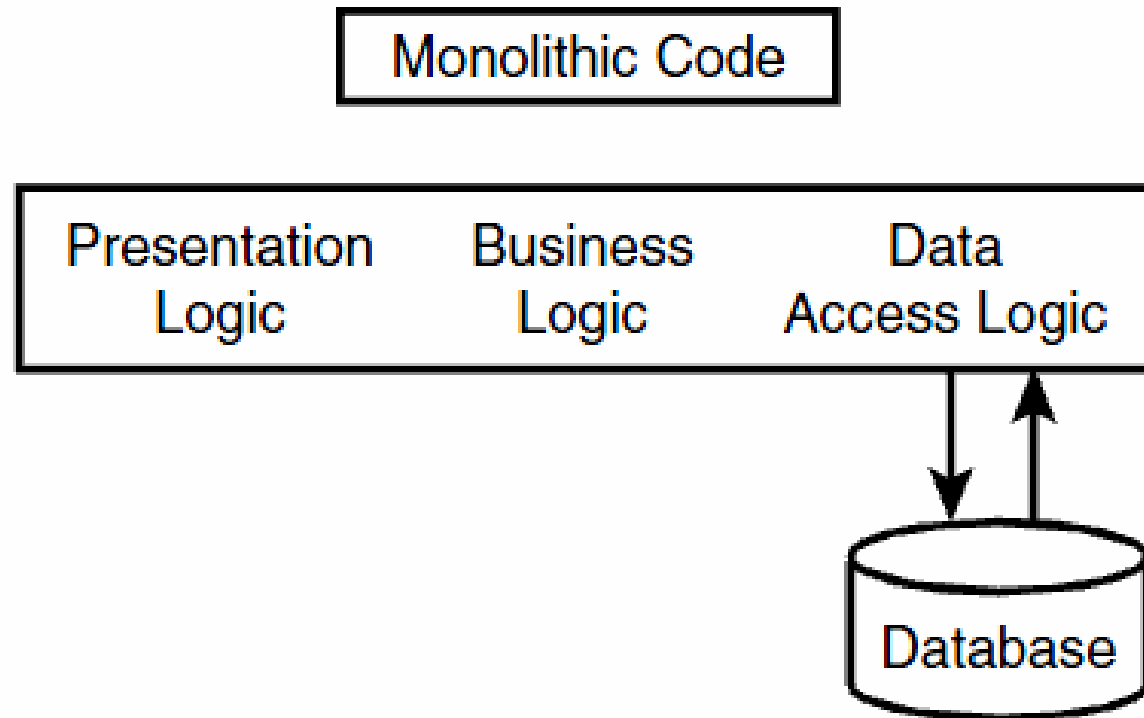 Monolithic Code
Presentation Business Data
Logic Logic Access Logic
Database